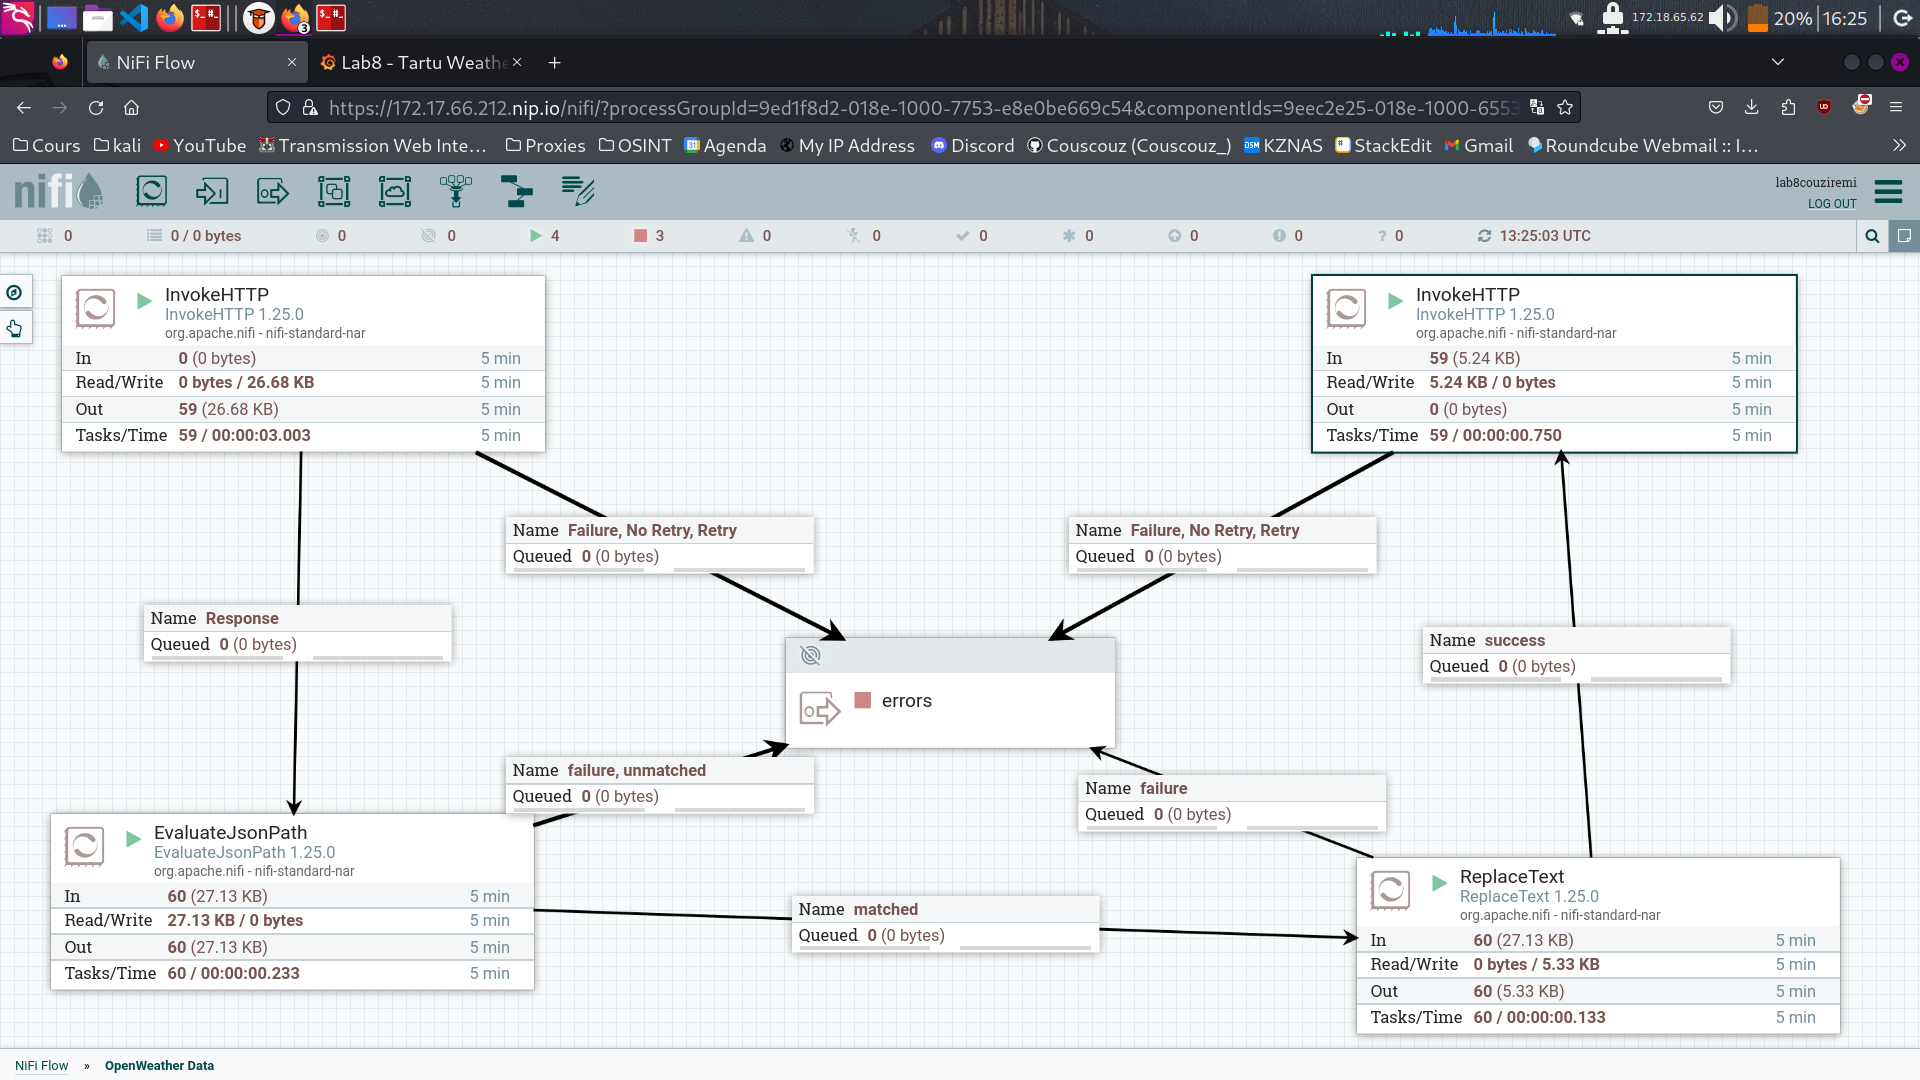 172.18.65.62
20%
16:25
3
NiFi Flow
Lab8 - Tartu Weathe
https://172.17.66.212.nip.io/nifi/?processGroupId=9ed1f8d2-018e-1000-7753-e8e0be669c54&componentIds=9eec2e25-018e-1000-6553
Cours
kali
YouTube
Transmission Web Inte...
Proxies
OSINT
31
Agenda
My IP Address
Discord
Couscouz (Couscouz_)
DSM
KZNAS
StackEdit
Gmail
Roundcube Webmail :: I...
nifi
lab8couziremi
LOG OUT
0
0 / 0 bytes
0
0
4
3
0
0
0
0
0
0
0
13:25:03 UTC
InvokeHTTP
InvokeHTTP 1.25.0
org.apache.nifi - nifi-standard-nar
In 0 (0 bytes) 5 min
Read/Write 0 bytes / 26.68 KB 5 min
Out 59 (26.68 KB) 5 min
Tasks/Time 59 / 00:00:03.003 5 min
InvokeHTTP
InvokeHTTP 1.25.0
org.apache.nifi - nifi-standard-nar
In 59 (5.24 KB) 5 min
Read/Write 5.24 KB / 0 bytes 5 min
Out 0 (0 bytes) 5 min
Tasks/Time 59 / 00:00:00.750 5 min
Name Failure, No Retry, Retry
Queued 0 (0 bytes)
Name Failure, No Retry, Retry
Queued 0 (0 bytes)
Name Response
Queued 0 (0 bytes)
Name success
Queued 0 (0 bytes)
errors
Name failure, unmatched
Queued 0 (0 bytes)
Name failure
Queued 0 (0 bytes)
EvaluateJsonPath
EvaluateJsonPath 1.25.0
org.apache.nifi - nifi-standard-nar
In 60 (27.13 KB) 5 min
Read/Write 27.13 KB / 0 bytes 5 min
Out 60 (27.13 KB) 5 min
Tasks/Time 60 / 00:00:00.233 5 min
Name matched
Queued 0 (0 bytes)
ReplaceText
ReplaceText 1.25.0
org.apache.nifi - nifi-standard-nar
In 60 (27.13 KB) 5 min
Read/Write 0 bytes / 5.33 KB 5 min
Out 60 (5.33 KB) 5 min
Tasks/Time 60 / 00:00:00.133 5 min
NiFi Flow » OpenWeather Data